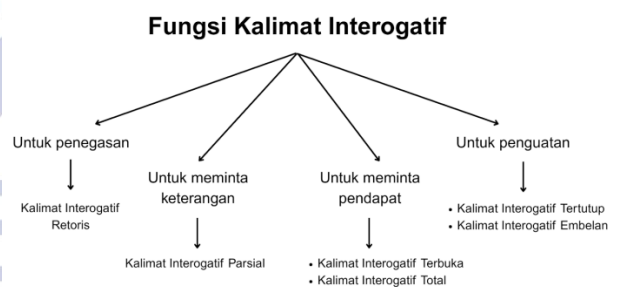 Fungsi Kalimat Interogatif
Untuk penegasan
Kalimat Interogatif
Retoris
Untuk meminta
keterangan
Kalimat Interogatif Parsial
Untuk meminta
pendapat
• Kalimat Interogatif Terbuka
• Kalimat Interogatif Total
Untuk penguatan
• Kalimat Interogatif Tertutup
• Kalimat Interogatif Embelan